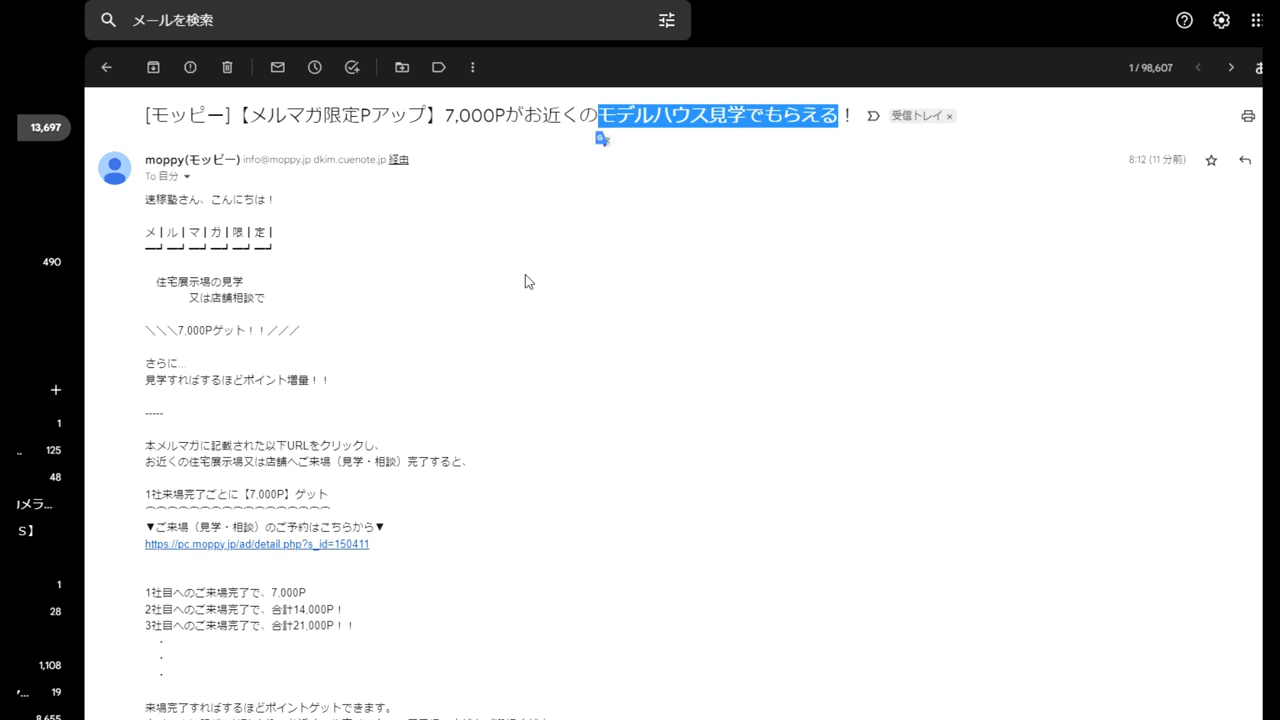 メールを検索
1 / 98,607
[モッピー]【メルマガ限定Pアップ】7,000Pがお近くのモデルハウス見学でもらえる！
受信トレイ ×
13,697
moppy(モッピー) info@moppy.jp dkim.cuenote.jp 経由
8:12 (11 分前)
To 自分
速稼塾さん、こんにちは！
メ┃ル┃マ┃ガ┃限┃定┃
━┛━┛━┛━┛━┛━┛
490
住宅展示場の見学
又は店舗相談で
＼＼＼7,000Pゲット！！／／／
さらに...
見学すればするほどポイント増量！！
-----
1
本メルマガに記載された以下URLをクリックし、
125
お近くの住宅展示場又は店舗へご来場（見学・相談）完了すると、
48
1社来場完了ごとに【7,000P】ゲット
⌒⌒⌒⌒⌒⌒⌒⌒⌒⌒⌒⌒⌒⌒⌒⌒⌒
メラ...
▼ご来場（見学・相談）のご予約はこちらから▼
S】
https://pc.moppy.jp/ad/detail.php?s_id=150411
1
1社目へのご来場完了で、7,000P
2社目へのご来場完了で、合計14,000P！
28
3社目へのご来場完了で、合計21,000P！！
・
・
・
1,108
19
来場完了すればするほどポイントゲットできます。
8,655